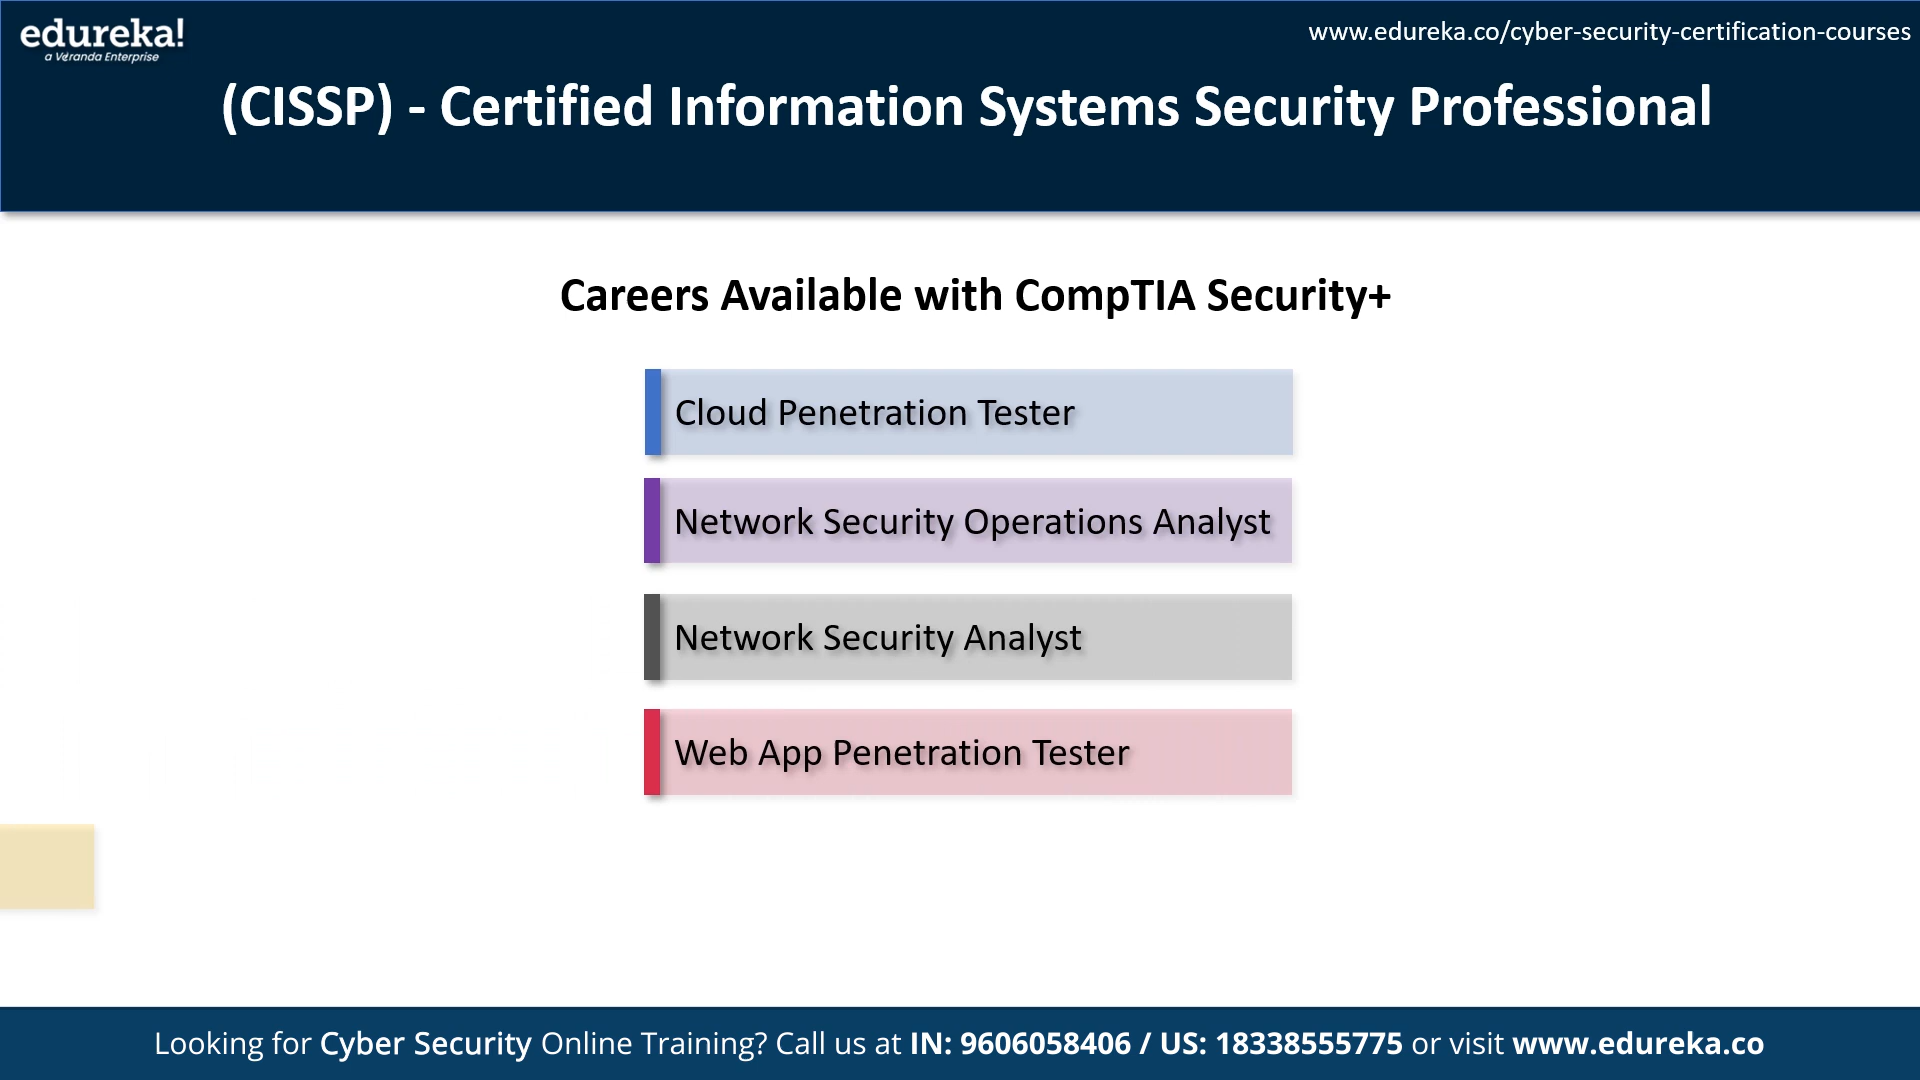 edureka!
a Veranda Enterprise
www.edureka.co/cyber-security-certification-courses
(CISSP) - Certified Information Systems Security Professional
Careers Available with CompTIA Security+
Cloud Penetration Tester
Network Security Operations Analyst
Network Security Analyst
Web App Penetration Tester
Looking for Cyber Security Online Training? Call us at IN: 9606058406 / US: 18338555775 or visit www.edureka.co